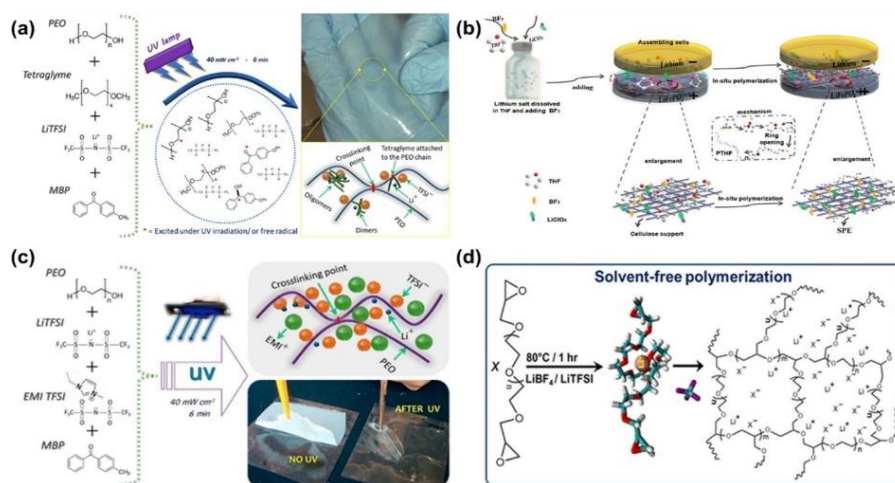 (a)
PEO
+
Tetraglyme
+
LiTFSI
+
MBP
UV lamp
40 mW cm⁻² - 6 min
* = Excited under UV irradiation/ or free radical
Crosslinking point
Tetraglyme attached to the PEO chain
Oligomers
Dimers
Li⁺
TFSI⁻
PEO
(b)
BF₃
LiClO₄
THF
Lithium salt dissolved
in THF and adding BF₃
adding
Assembling cells
Lithium
LiFePO₄
In-situ polymerization
Lithium
LiFePO₄
mechanism
Ring
opening
PTHF
enlargement
enlargement
THF
BF₃
LiClO₄
Cellulose support
In-situ polymerization
SPE
(c)
PEO
+
LiTFSI
+
EMI TFSI
+
MBP
UV
40 mW cm⁻²
6 min
Crosslinking point
TFSI⁻
Li⁺
EMI⁺
PEO
NO UV
AFTER UV
(d)
Solvent-free polymerization
X
80°C / 1 hr
LiBF₄/ LiTFSI